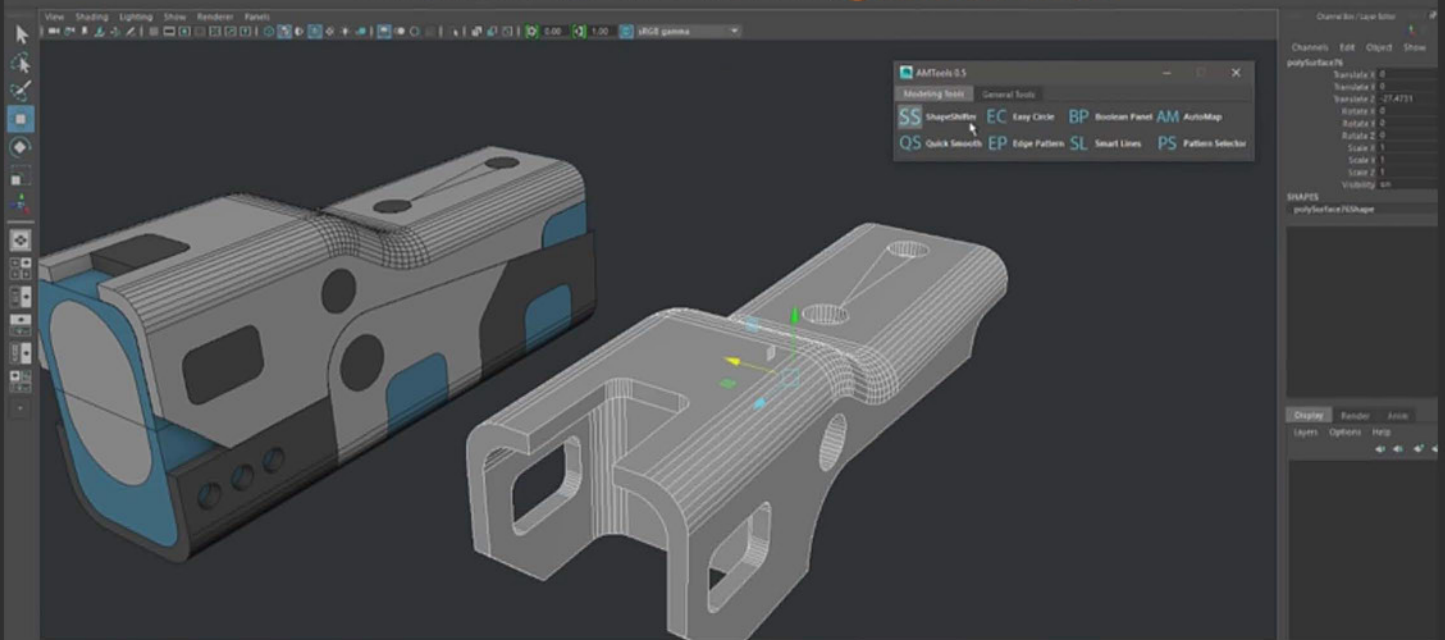 View Shading Lighting Show Renderer Panels
0.00 1.00 sRGB gamma
Channel Box / Layer Editor
Channels Edit Object Show
polySurface76
Translate X 0
Translate Y 0
Translate Z -27.4731
Rotate X 0
Rotate Y 0
Rotate Z 0
Scale X 1
Scale Y 1
Scale Z 1
Visibility on
SHAPES
polySurface76Shape
AMTools 0.5
Modeling Tools General Tools
SS ShapeShifter EC Easy Circle BP Boolean Panel AM AutoMap
QS Quick Smooth EP Edge Pattern SL Smart Lines PS Pattern Selector
Display Render Anim
Layers Options Help